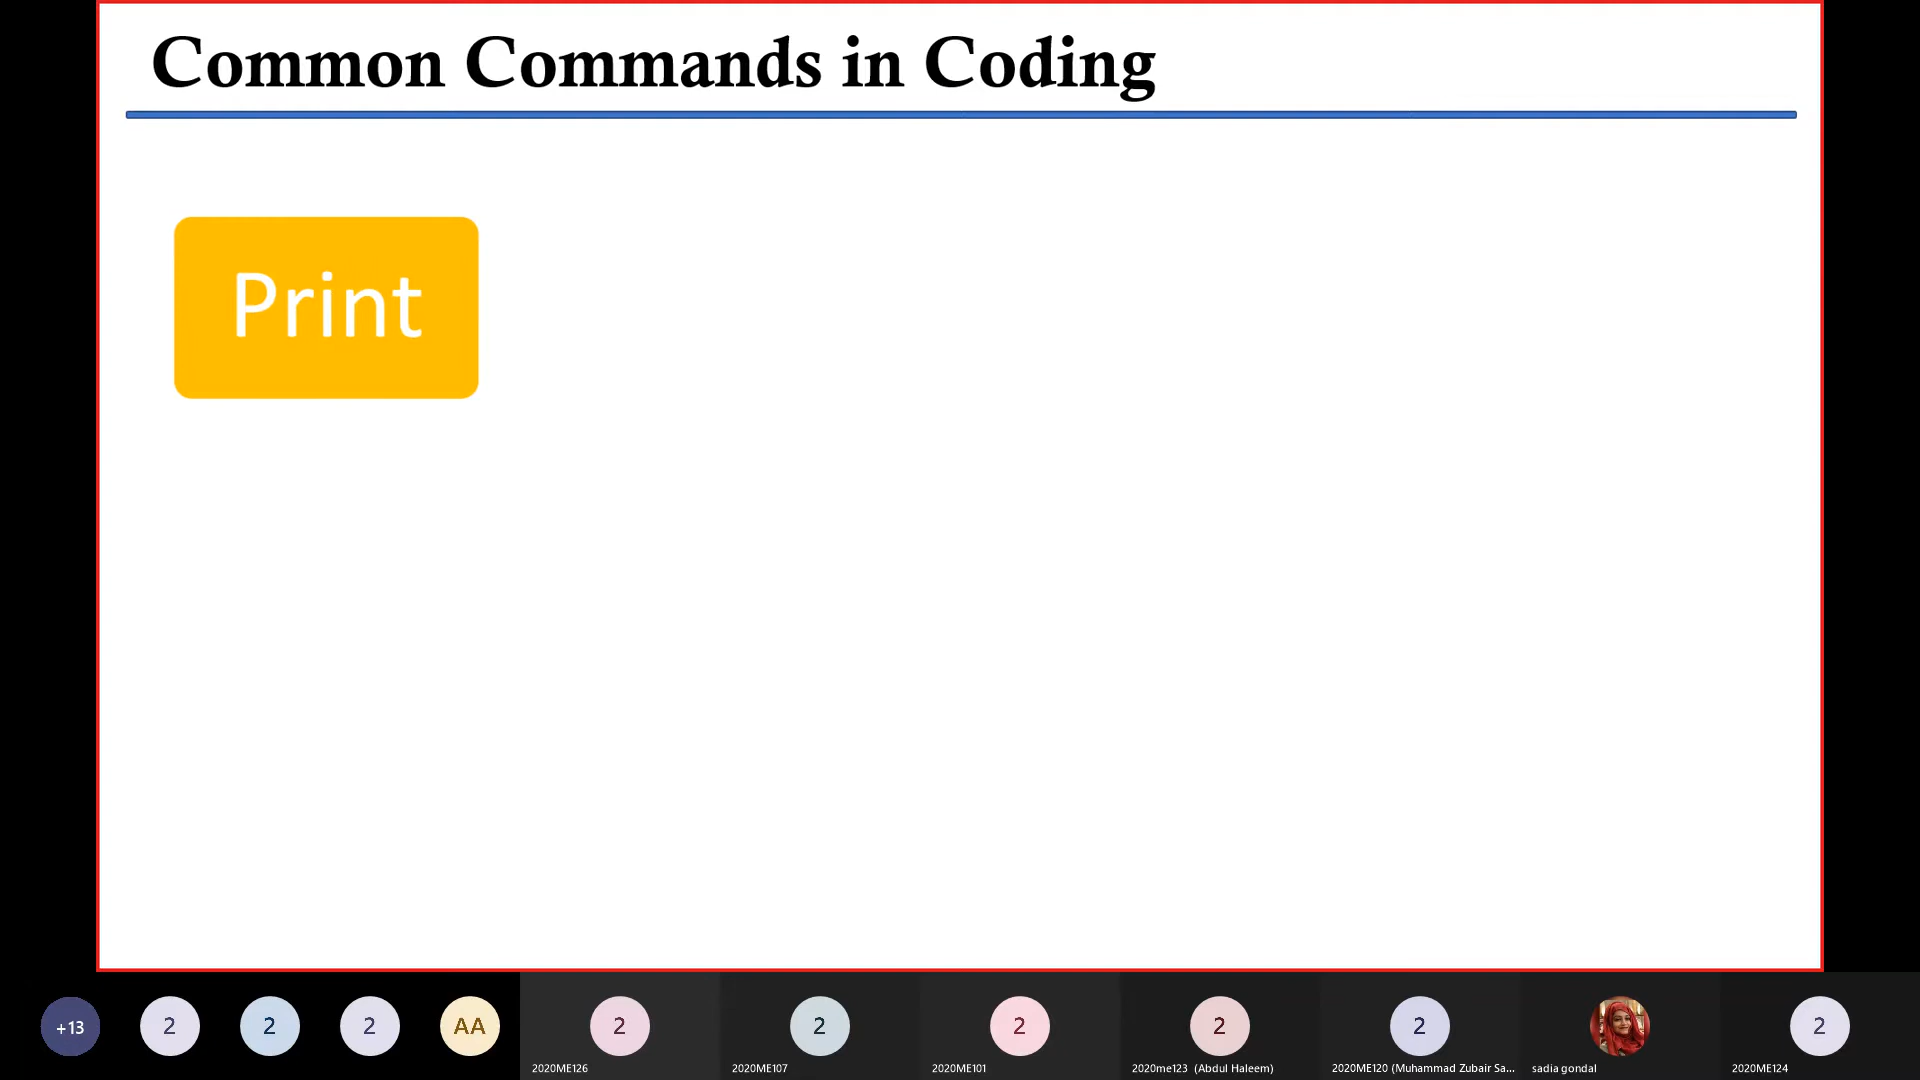 Common Commands in Coding
Print
+13
2
2
2
AA
2
2
2
2
2
2
2020ME126
2020ME107
2020ME101
2020me123 (Abdul Haleem)
2020ME120 (Muhammad Zubair Sa...
sadia gondal
2020ME124